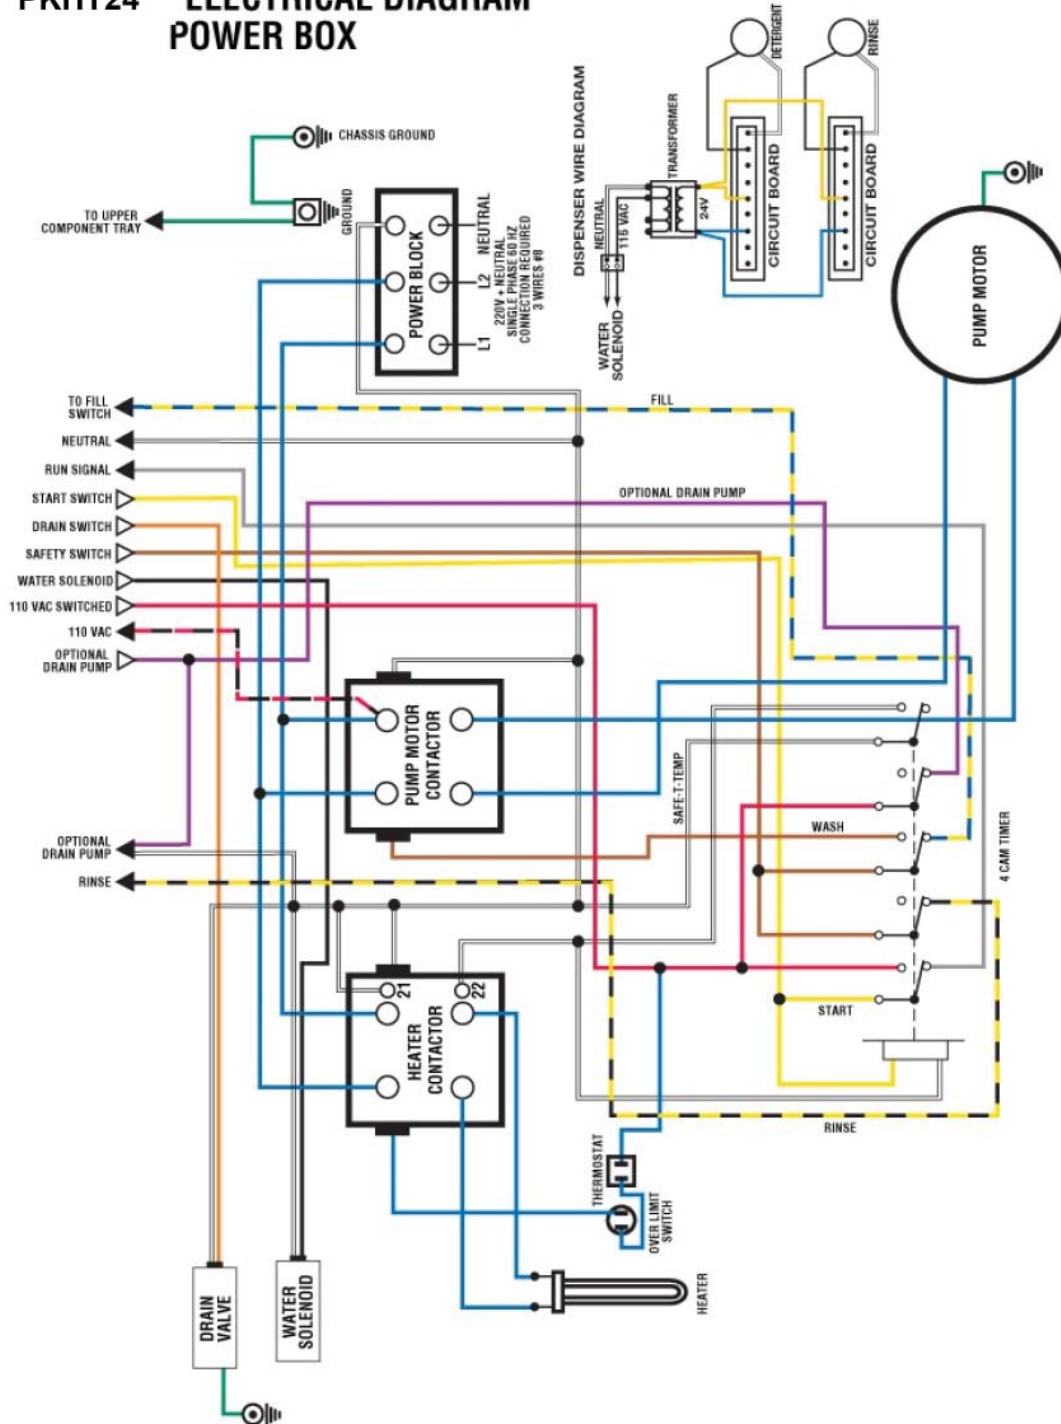 ELECTRICAL DIAGRAM
POWER BOX
CHASSIS GROUND
GROUND
TO UPPER
COMPONENT TRAY
POWER BLOCK
NEUTRAL
L2
L1
220V + NEUTRAL
SINGLE PHASE 60 HZ
CONNECTION REQUIRED
3 WIRES #8
DISPENSER WIRE DIAGRAM
NEUTRAL
115 VAC
WATER
SOLENOID
TRANSFORMER
24V
DETERGENT
CIRCUIT BOARD
RINSE
CIRCUIT BOARD
PUMP MOTOR
TO FILL
SWITCH
FILL
NEUTRAL
RUN SIGNAL
START SWITCH
OPTIONAL DRAIN PUMP
DRAIN SWITCH
SAFETY SWITCH
WATER SOLENOID
110 VAC SWITCHED
110 VAC
OPTIONAL
DRAIN PUMP
PUMP MOTOR
CONTACTOR
SAFE-T-TEMP
WASH
4 CAM TIMER
OPTIONAL
DRAIN PUMP
RINSE
21
22
HEATER
CONTACTOR
START
RINSE
THERMOSTAT
OVER LIMIT
SWITCH
HEATER
DRAIN
VALVE
WATER
SOLENOID